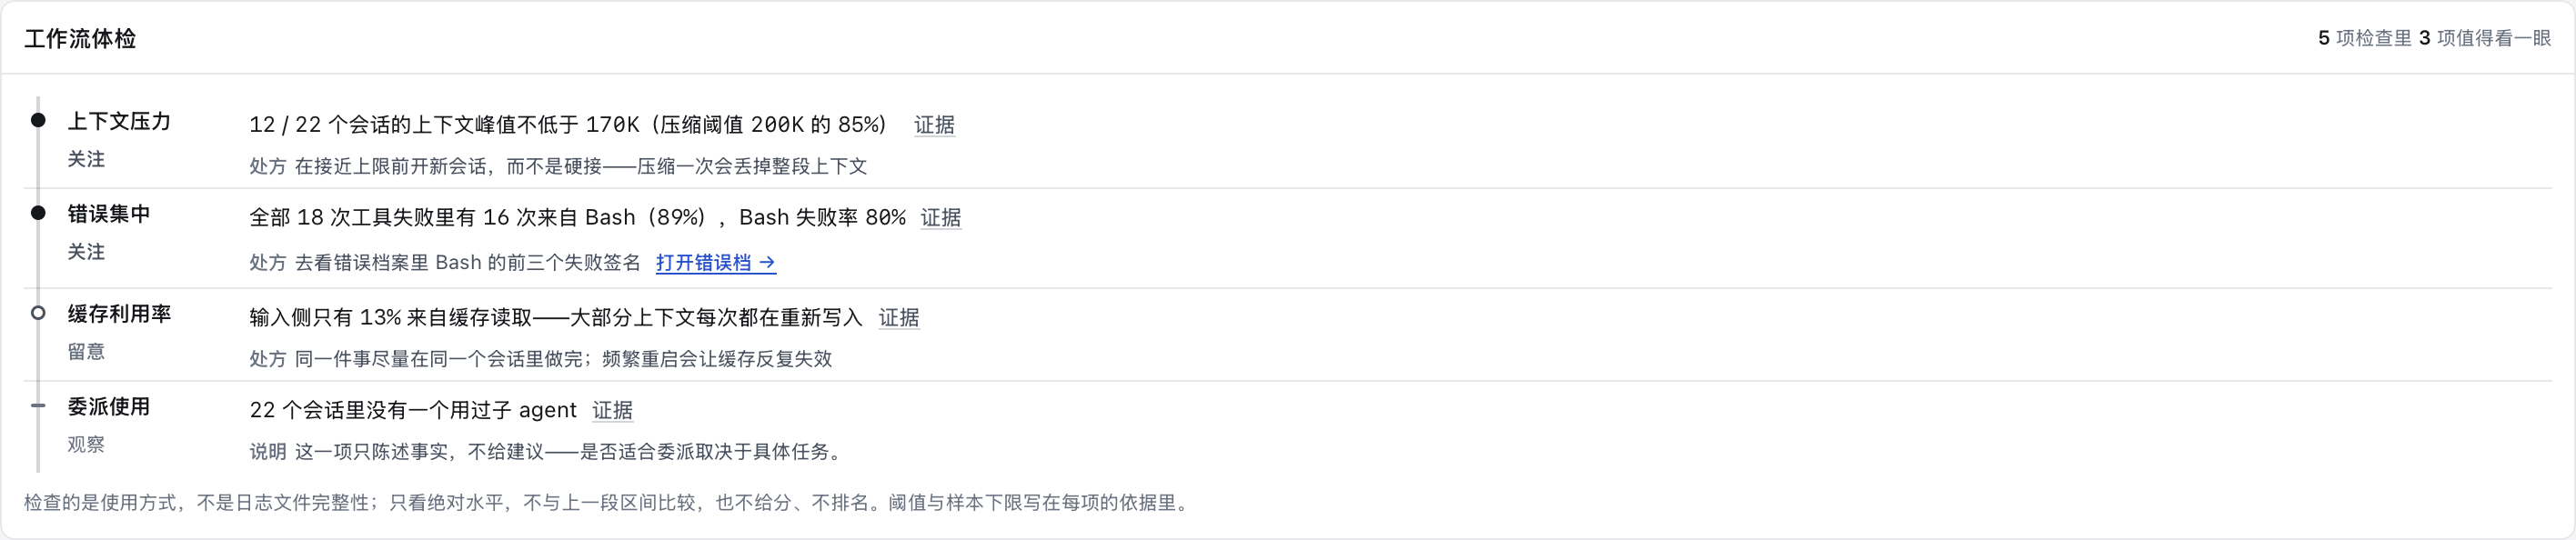 工作流体检
5 项检查里 3 项值得看一眼
上下文压力
12 / 22 个会话的上下文峰值不低于 170K（压缩阈值 200K 的 85%） 证据
关注
处方 在接近上限前开新会话，而不是硬接——压缩一次会丢掉整段上下文
错误集中
全部 18 次工具失败里有 16 次来自 Bash（89%），Bash 失败率 80% 证据
关注
处方 去看错误档案里 Bash 的前三个失败签名 打开错误档 →
缓存利用率
输入侧只有 13% 来自缓存读取——大部分上下文每次都在重新写入 证据
留意
处方 同一件事尽量在同一个会话里做完；频繁重启会让缓存反复失效
委派使用
22 个会话里没有一个用过子 agent 证据
观察
说明 这一项只陈述事实，不给建议——是否适合委派取决于具体任务。
检查的是使用方式，不是日志文件完整性；只看绝对水平，不与上一段区间比较，也不给分、不排名。阈值与样本下限写在每项的依据里。